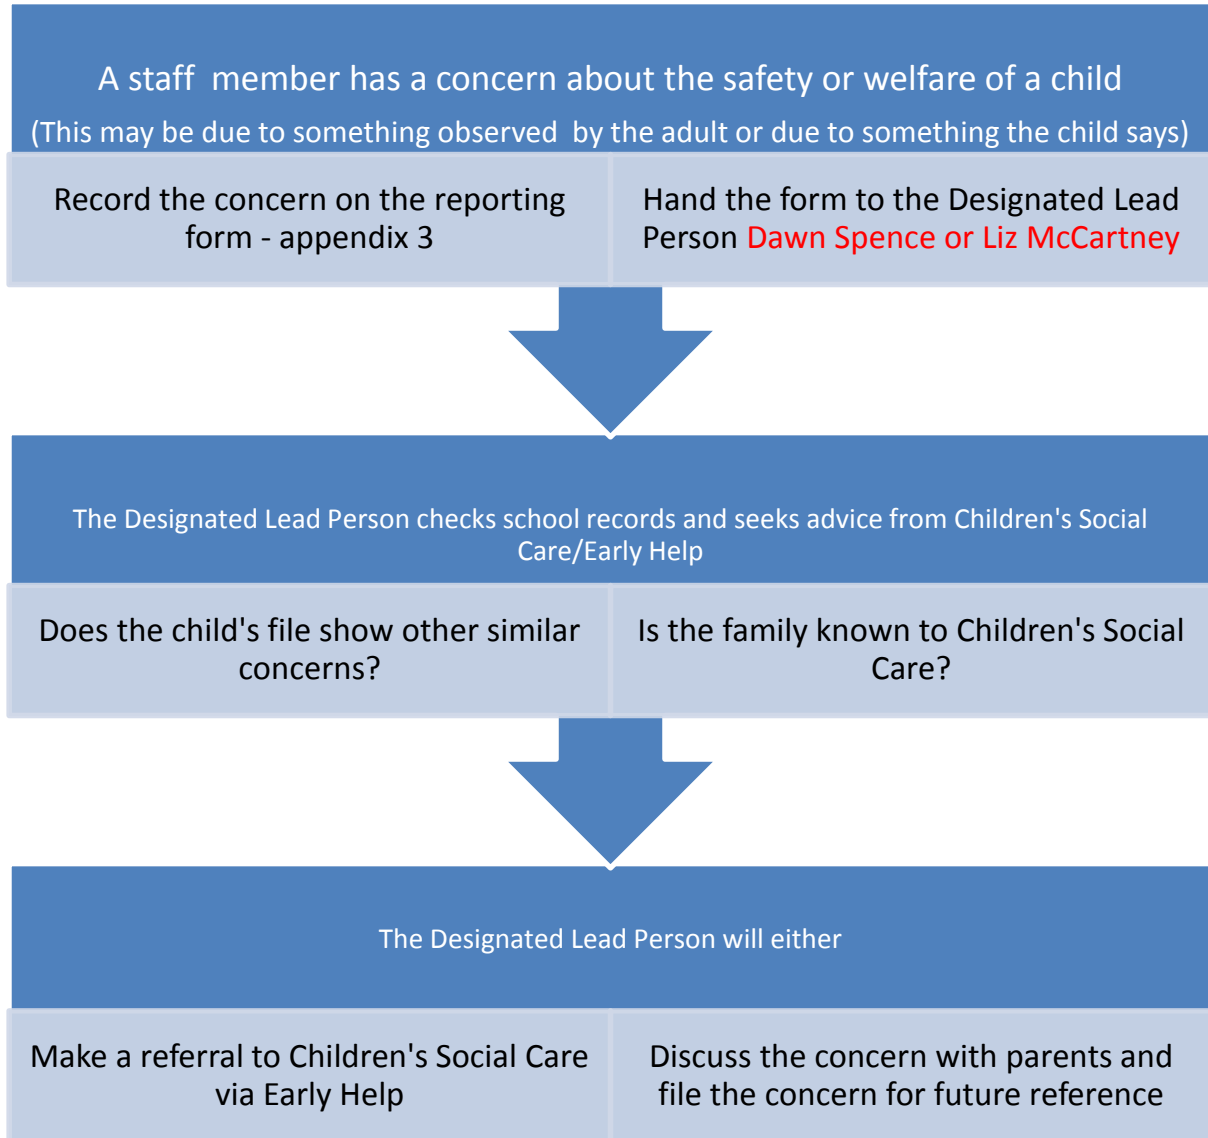 A staff  member has a concern about the safety or welfare of a child
(This may be due to something observed  by the adult or due to something the child says)
Record the concern on the reporting
form - appendix 3
Hand the form to the Designated Lead
Person Dawn Spence or Liz McCartney
The Designated Lead Person checks school records and seeks advice from Children's Social
Care/Early Help
Does the child's file show other similar
concerns?
Is the family known to Children's Social
Care?
The Designated Lead Person will either
Make a referral to Children's Social Care
via Early Help
Discuss the concern with parents and
file the concern for future reference